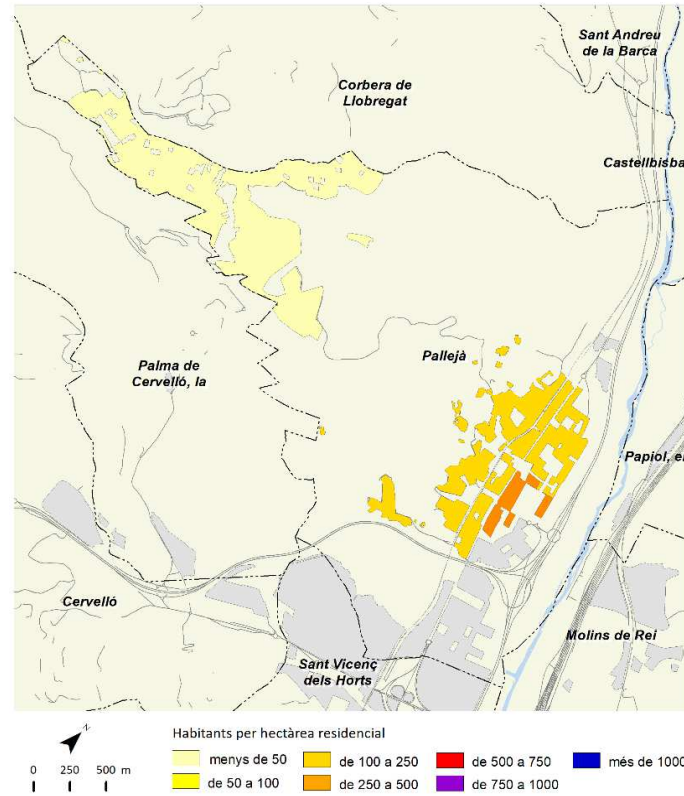 Sant Andreu
de la Barca
Corbera de
Llobregat
Castellbisba
Pallejà
Palma de
Cervelló, la
Papiol, el
Cervelló
Molins de Rei
Sant Vicenç
dels Horts
Habitants per hectàrea residencial
N
menys de 50
de 100 a 250
de 500 a 750
més de 1000
0 250 500 m
de 50 a 100
de 250 a 500
de 750 a 1000